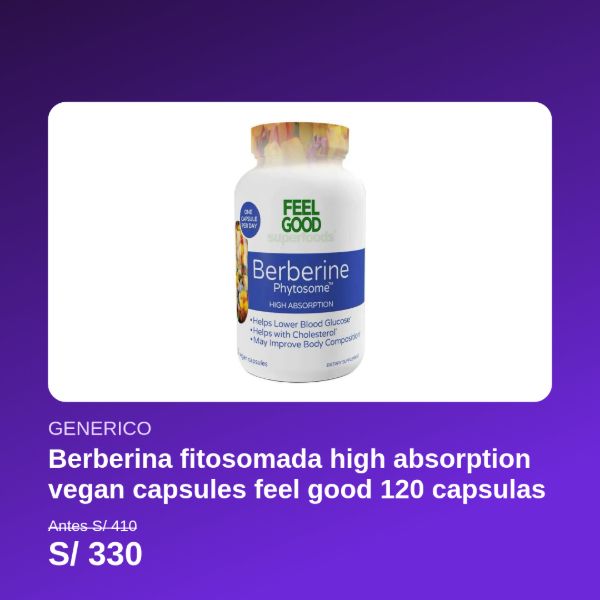 ONE
CAPSULE
PER DAY
FEEL
GOOD
superfoods
Berberine
Phytosome™
HIGH ABSORPTION
•Helps Lower Blood Glucose*
•Helps with Cholesterol*
•May Improve Body Composition*
vegan capsules
DIETARY SUPPLEMENT
GENERICO
Berberina fitosomada high absorption
vegan capsules feel good 120 capsulas
Antes S/ 410
S/ 330